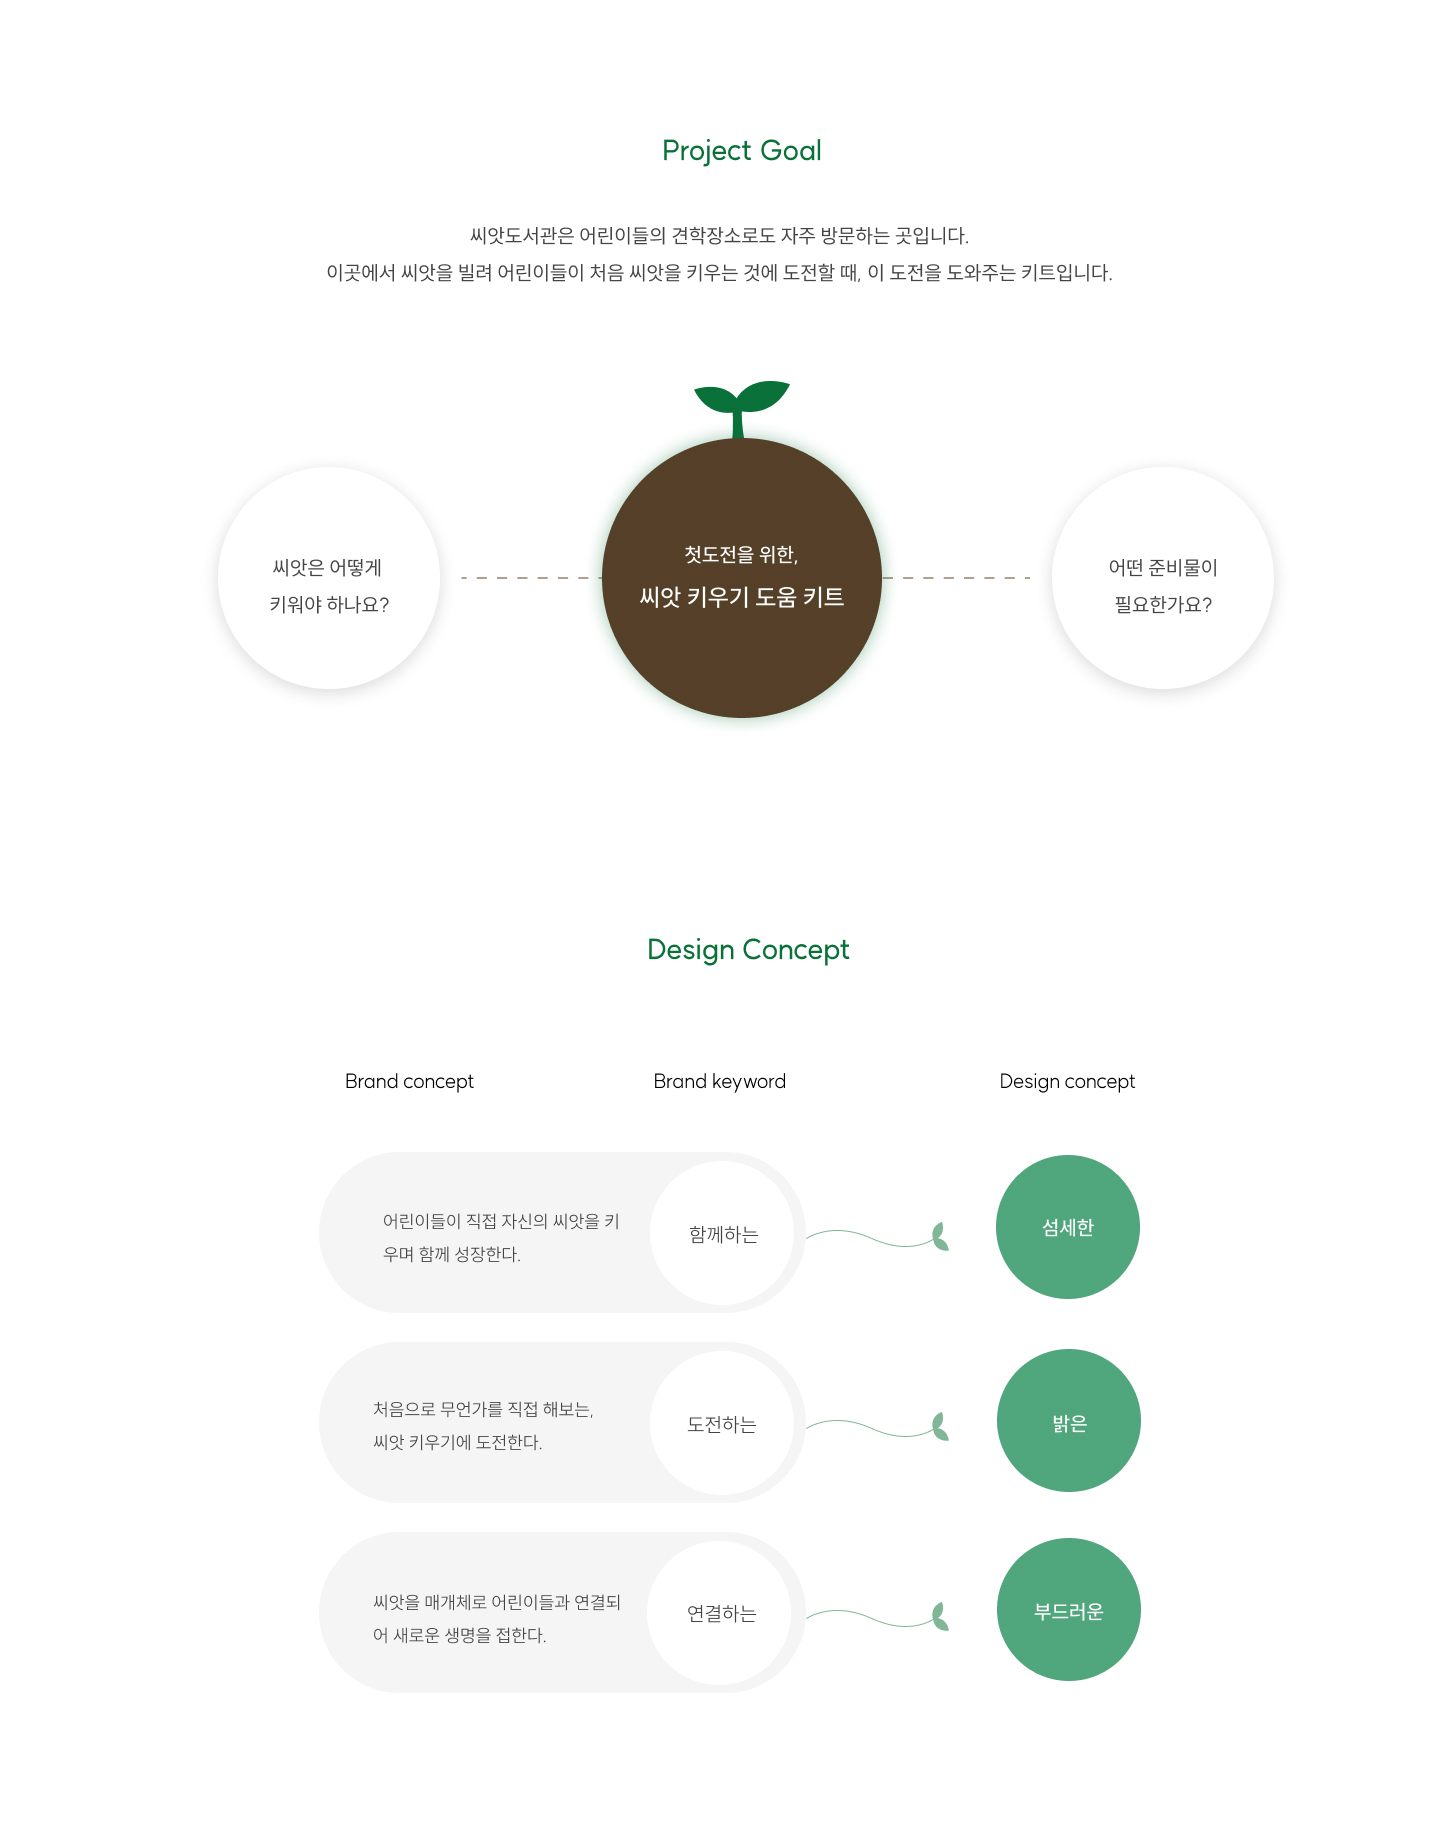 Project Goal
씨앗도서관은 어린이들의 견학장소로도 자주 방문하는 곳입니다.
이곳에서 씨앗을 빌려 어린이들이 처음 씨앗을 키우는 것에 도전할 때, 이 도전을 도와주는 키트입니다.
씨앗은 어떻게
키워야 하나요?
첫도전을 위한,
씨앗 키우기 도움 키트
어떤 준비물이
필요한가요?
Design Concept
Brand concept
Brand keyword
Design concept
어린이들이 직접 자신의 씨앗을 키
우며 함께 성장한다.
함께하는
섬세한
처음으로 무언가를 직접 해보는,
씨앗 키우기에 도전한다.
도전하는
밝은
씨앗을 매개체로 어린이들과 연결되
어 새로운 생명을 접한다.
연결하는
부드러운